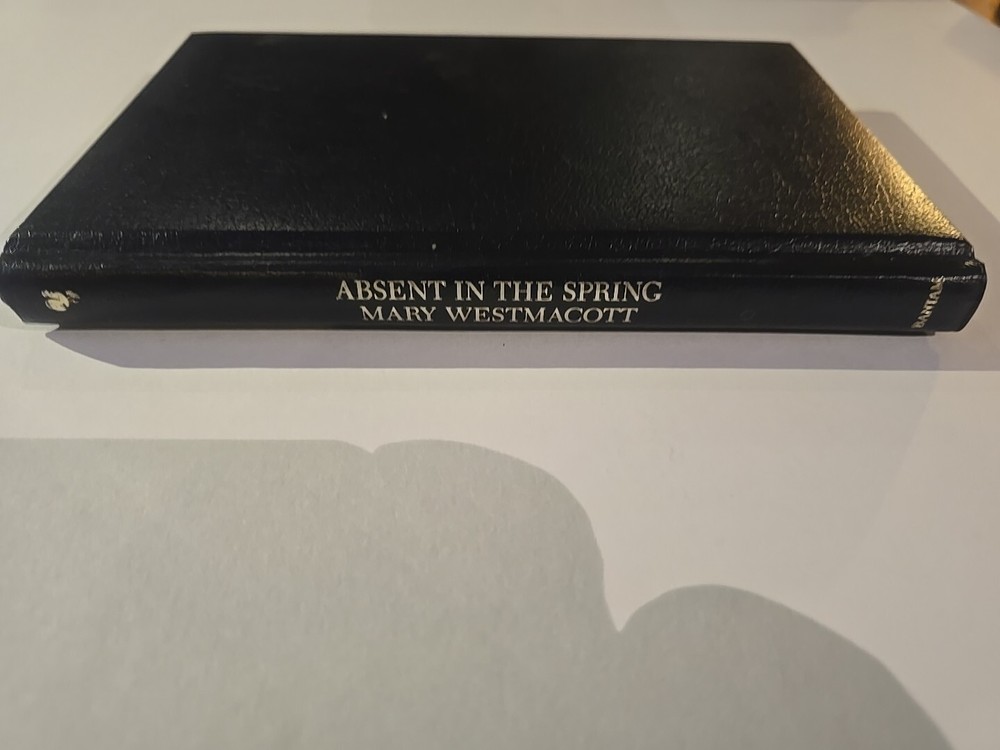 ABSENT IN THE SPRING
MARY WESTMACOTT
BANTAM